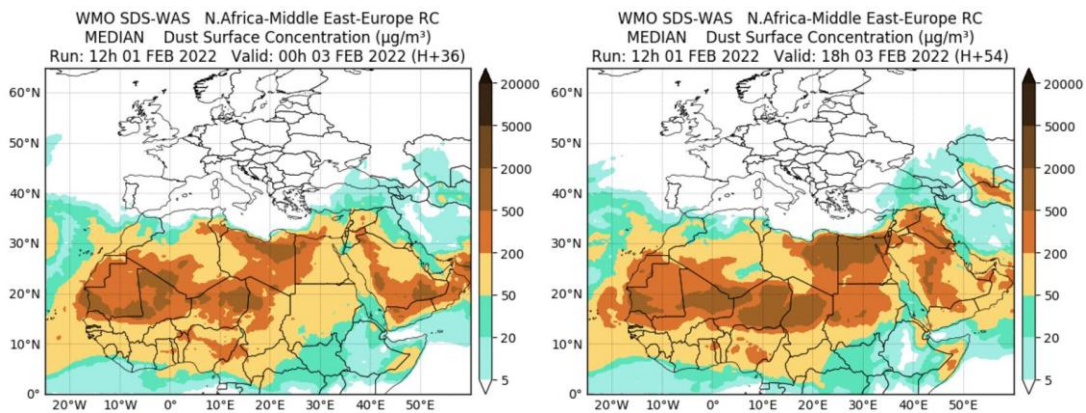 WMO SDS-WAS N.Africa-Middle East-Europe RC
MEDIAN Dust Surface Concentration (µg/m³)
Run: 12h 01 FEB 2022 Valid: 00h 03 FEB 2022 (H+36)
60°N
50°N
40°N
30°N
20°N
10°N
0°
20°W
10°W
0°
10°E
20°E
30°E
40°E
50°E
20000
5000
2000
500
200
50
20
5
WMO SDS-WAS N.Africa-Middle East-Europe RC
MEDIAN Dust Surface Concentration (µg/m³)
Run: 12h 01 FEB 2022 Valid: 18h 03 FEB 2022 (H+54)
60°N
50°N
40°N
30°N
20°N
10°N
0°
20°W
10°W
0°
10°E
20°E
30°E
40°E
50°E
20000
5000
2000
500
200
50
20
5